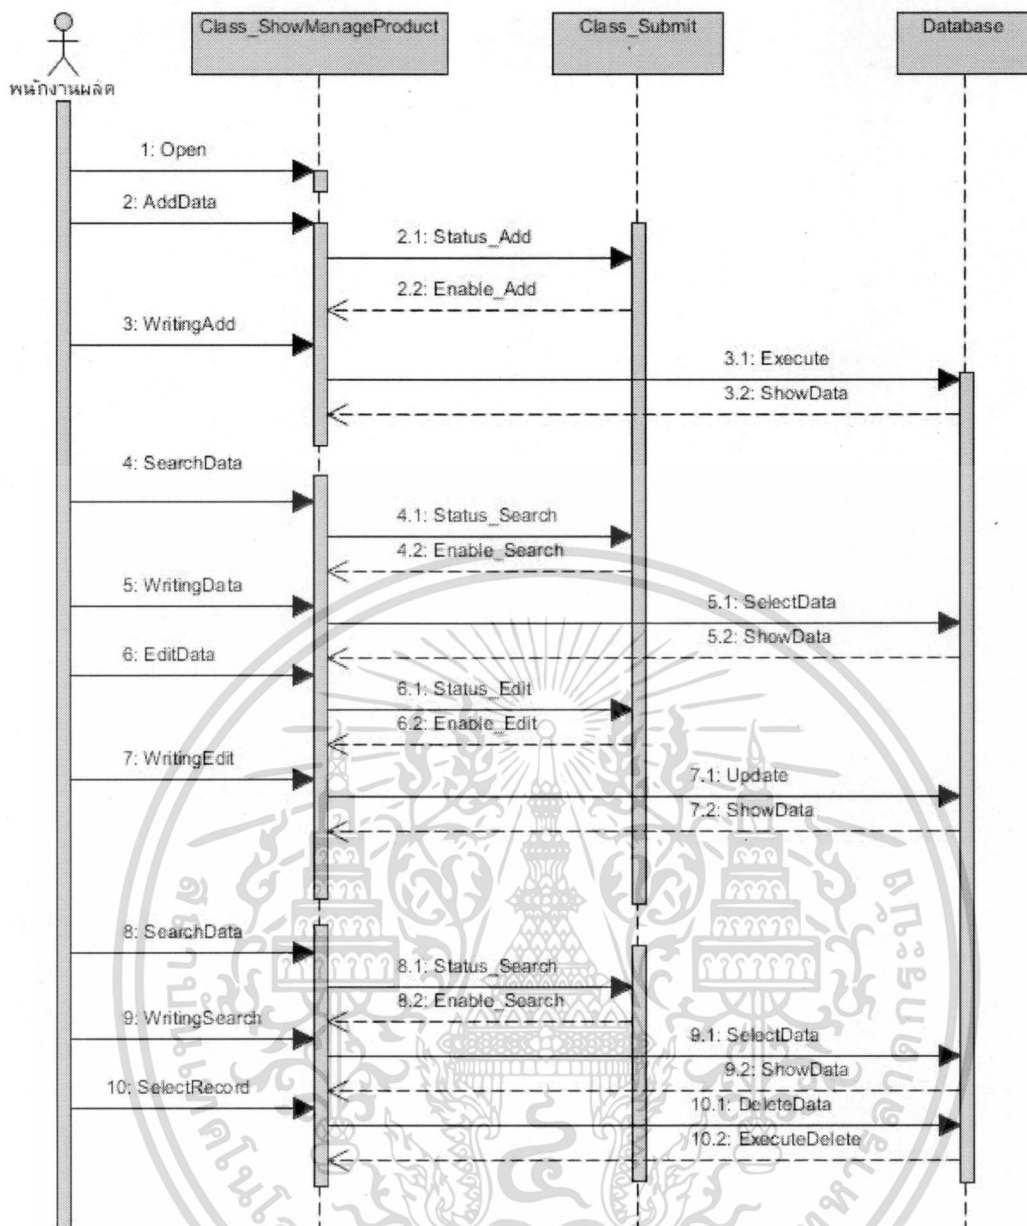 Class_ShowManageProduct
Class_Submit
Database
พนักงานผลิต
1: Open
2: AddData
2.1: Status_Add
2.2: Enable_Add
3: WritingAdd
3.1: Execute
3.2: ShowData
4: SearchData
4.1: Status_Search
4.2: Enable_Search
5: WritingData
5.1: SelectData
5.2: ShowData
6: EditData
6.1: Status_Edit
6.2: Enable_Edit
7: WritingEdit
7.1: Update
7.2: ShowData
8: SearchData
8.1: Status_Search
8.2: Enable_Search
9: WritingSearch
9.1: SelectData
9.2: ShowData
10: SelectRecord
10.1: DeleteData
10.2: ExecuteDelete